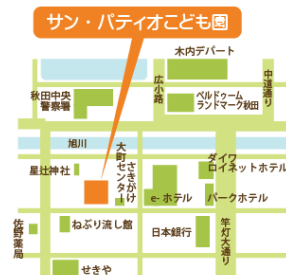 サン・パティオこども園
木内デパート
中道通り
広小路
秋田中央
警察署
ベルドゥーム
ランドマーク秋田
旭川
大町センター
さきがけ
ダイワ
ロイネットホテル
星辻神社
e-ホテル
パークホテル
佐野薬局
ねぶり流し館
日本銀行
竿灯大通り
せきや